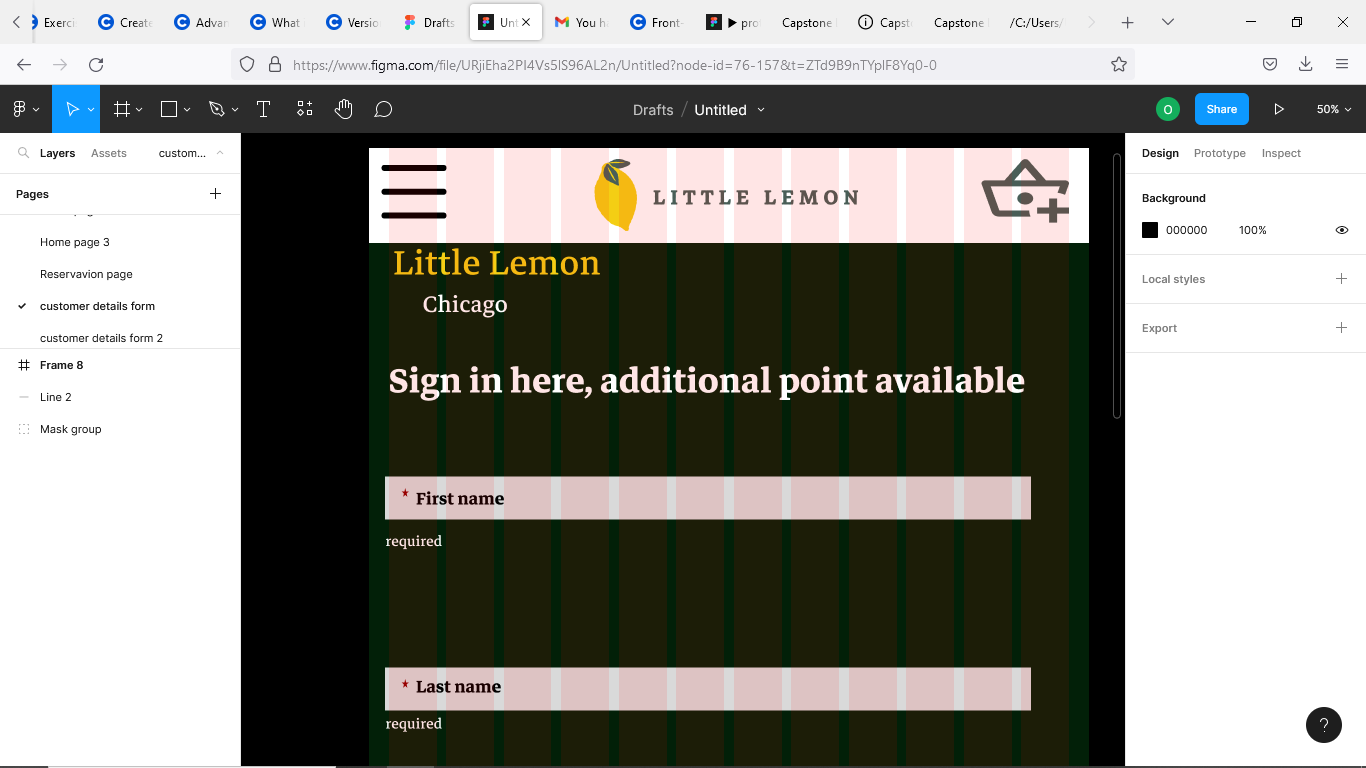 Exerci
Create
Advan
What i
Versio
Drafts
Unt
You h
Front-
▶ pro
Capstone
Capst
Capstone
/C:/Users/
https://www.figma.com/file/URjiEha2PI4Vs5IS96AL2n/Untitled?node-id=76-157&t=ZTd9B9nTYpIF8Yq0-0
Drafts / Untitled
O
Share
50%
Layers
Assets
custom...
Design
Prototype
Inspect
Pages
Home page 3
Reservavion page
customer details form
customer details form 2
Frame 8
Line 2
Mask group
LITTLE LEMON
Little Lemon
Chicago
Sign in here, additional point available
* First name
required
* Last name
required
Background
000000
100%
Local styles
Export
?